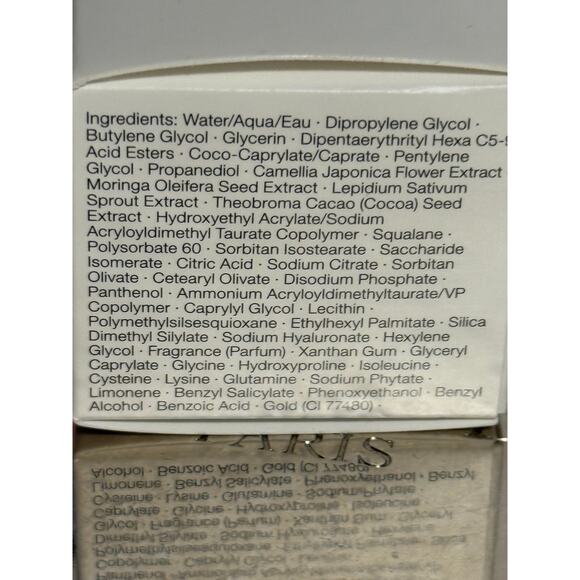 Ingredients: Water/Aqua/Eau · Dipropylene Glycol ·
Butylene Glycol · Glycerin · Dipentaerythrityl Hexa C5-9
Acid Esters · Coco-Caprylate/Caprate · Pentylene
Glycol · Propanediol · Camellia Japonica Flower Extract ·
Moringa Oleifera Seed Extract · Lepidium Sativum
Sprout Extract · Theobroma Cacao (Cocoa) Seed
Extract · Hydroxyethyl Acrylate/Sodium
Acryloyldimethyl Taurate Copolymer · Squalane ·
Polysorbate 60 · Sorbitan Isostearate · Saccharide
Isomerate · Citric Acid · Sodium Citrate · Sorbitan
Olivate · Cetearyl Olivate · Disodium Phosphate ·
Panthenol · Ammonium Acryloyldimethyltaurate/VP
Copolymer · Caprylyl Glycol · Lecithin ·
Polymethylsilsesquioxane · Ethylhexyl Palmitate · Silica
Dimethyl Silylate · Sodium Hyaluronate · Hexylene
Glycol · Fragrance (Parfum) · Xanthan Gum · Glyceryl
Caprylate · Glycine · Hydroxyproline · Isoleucine ·
Cysteine · Lysine · Glutamine · Sodium Phytate ·
Limonene · Benzyl Salicylate · Phenoxyethanol · Benzyl
Alcohol · Benzoic Acid · Gold (CI 77480) ·
PARIS